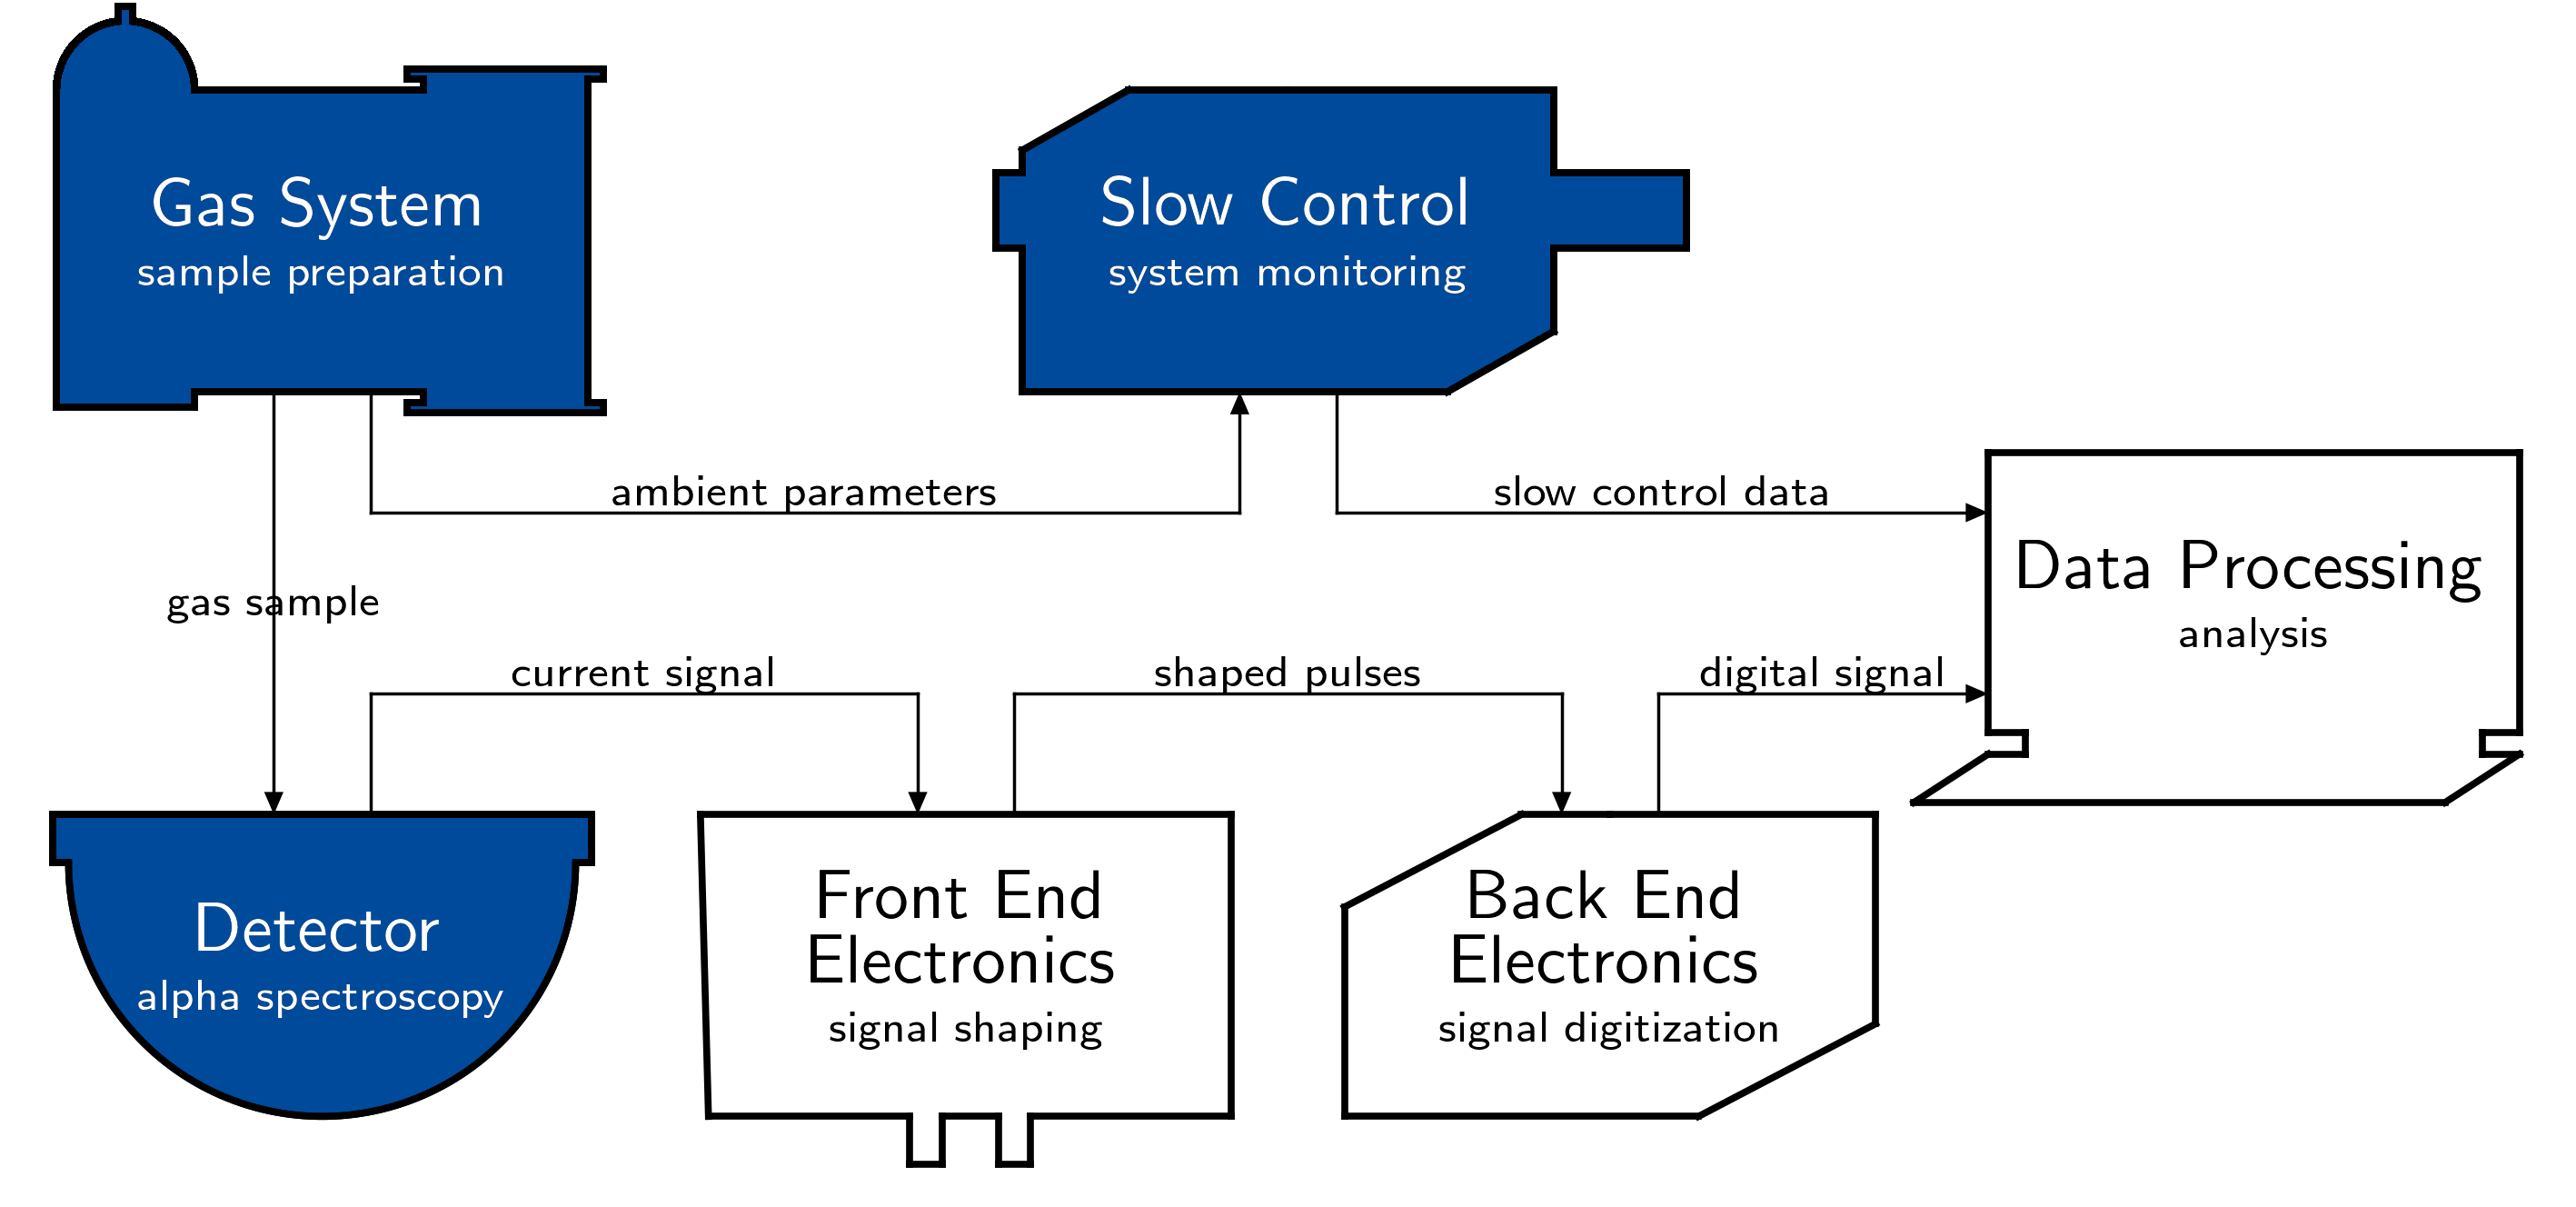 Gas System
sample preparation
Slow Control
system monitoring
ambient parameters
slow control data
Data Processing
analysis
gas sample
current signal
shaped pulses
digital signal
Detector
alpha spectroscopy
Front End
Electronics
signal shaping
Back End
Electronics
signal digitization